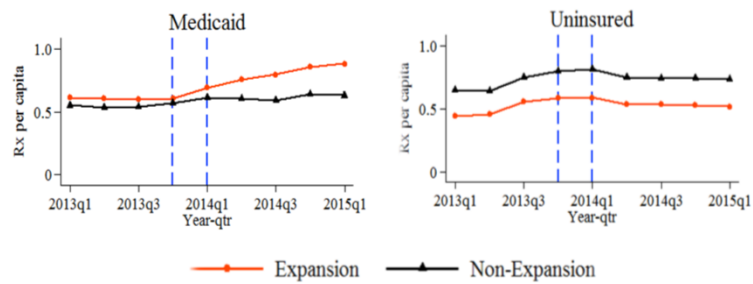 Medicaid
Uninsured
1.0
0.5
0
Rx per capita
2013q1 2013q3 2014q1 2014q3 2015q1
Year-qtr
1.0
0.5
0
Rx per capita
2013q1 2013q3 2014q1 2014q3 2015q1
Year-qtr
Expansion
Non-Expansion